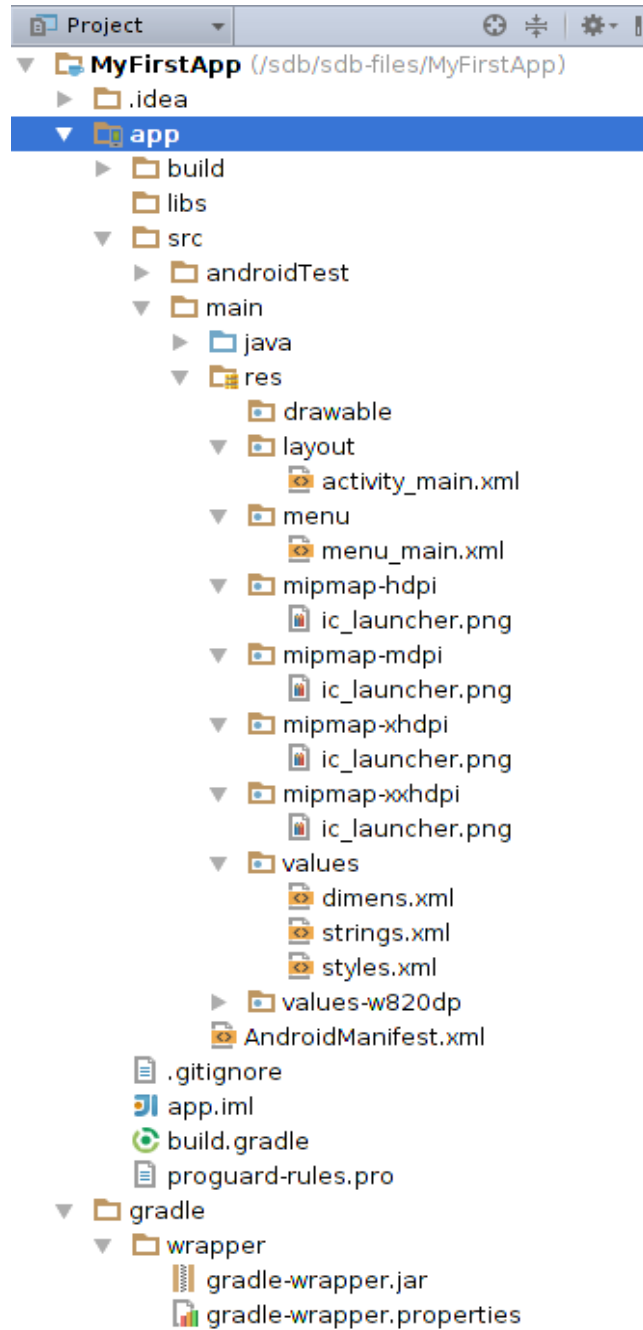 Project
MyFirstApp (/sdb/sdb-files/MyFirstApp)
.idea
app
build
libs
src
androidTest
main
java
res
drawable
layout
activity_main.xml
menu
menu_main.xml
mipmap-hdpi
ic_launcher.png
mipmap-mdpi
ic_launcher.png
mipmap-xhdpi
ic_launcher.png
mipmap-xxhdpi
ic_launcher.png
values
dimens.xml
strings.xml
styles.xml
values-w820dp
AndroidManifest.xml
.gitignore
app.iml
build.gradle
proguard-rules.pro
gradle
wrapper
gradle-wrapper.jar
gradle-wrapper.properties